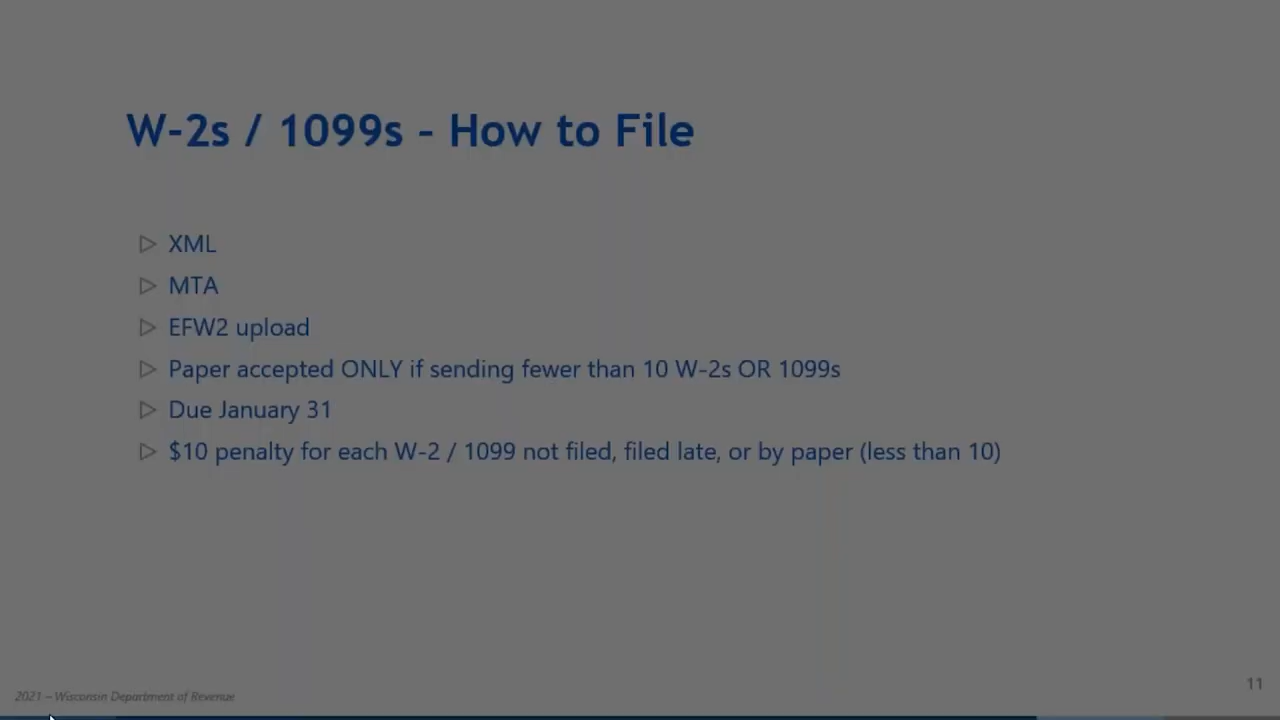 W-2s / 1099s – How to File
XML
MTA
EFW2 upload
Paper accepted ONLY if sending fewer than 10 W-2s OR 1099s
Due January 31
$10 penalty for each W-2 / 1099 not filed, filed late, or by paper (less than 10)
2021 – Wisconsin Department of Revenue
11